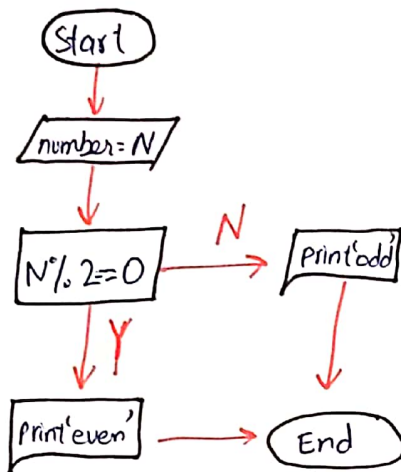 Start
number=N
N% 2==0
N
print'odd'
Y
print'even'
End